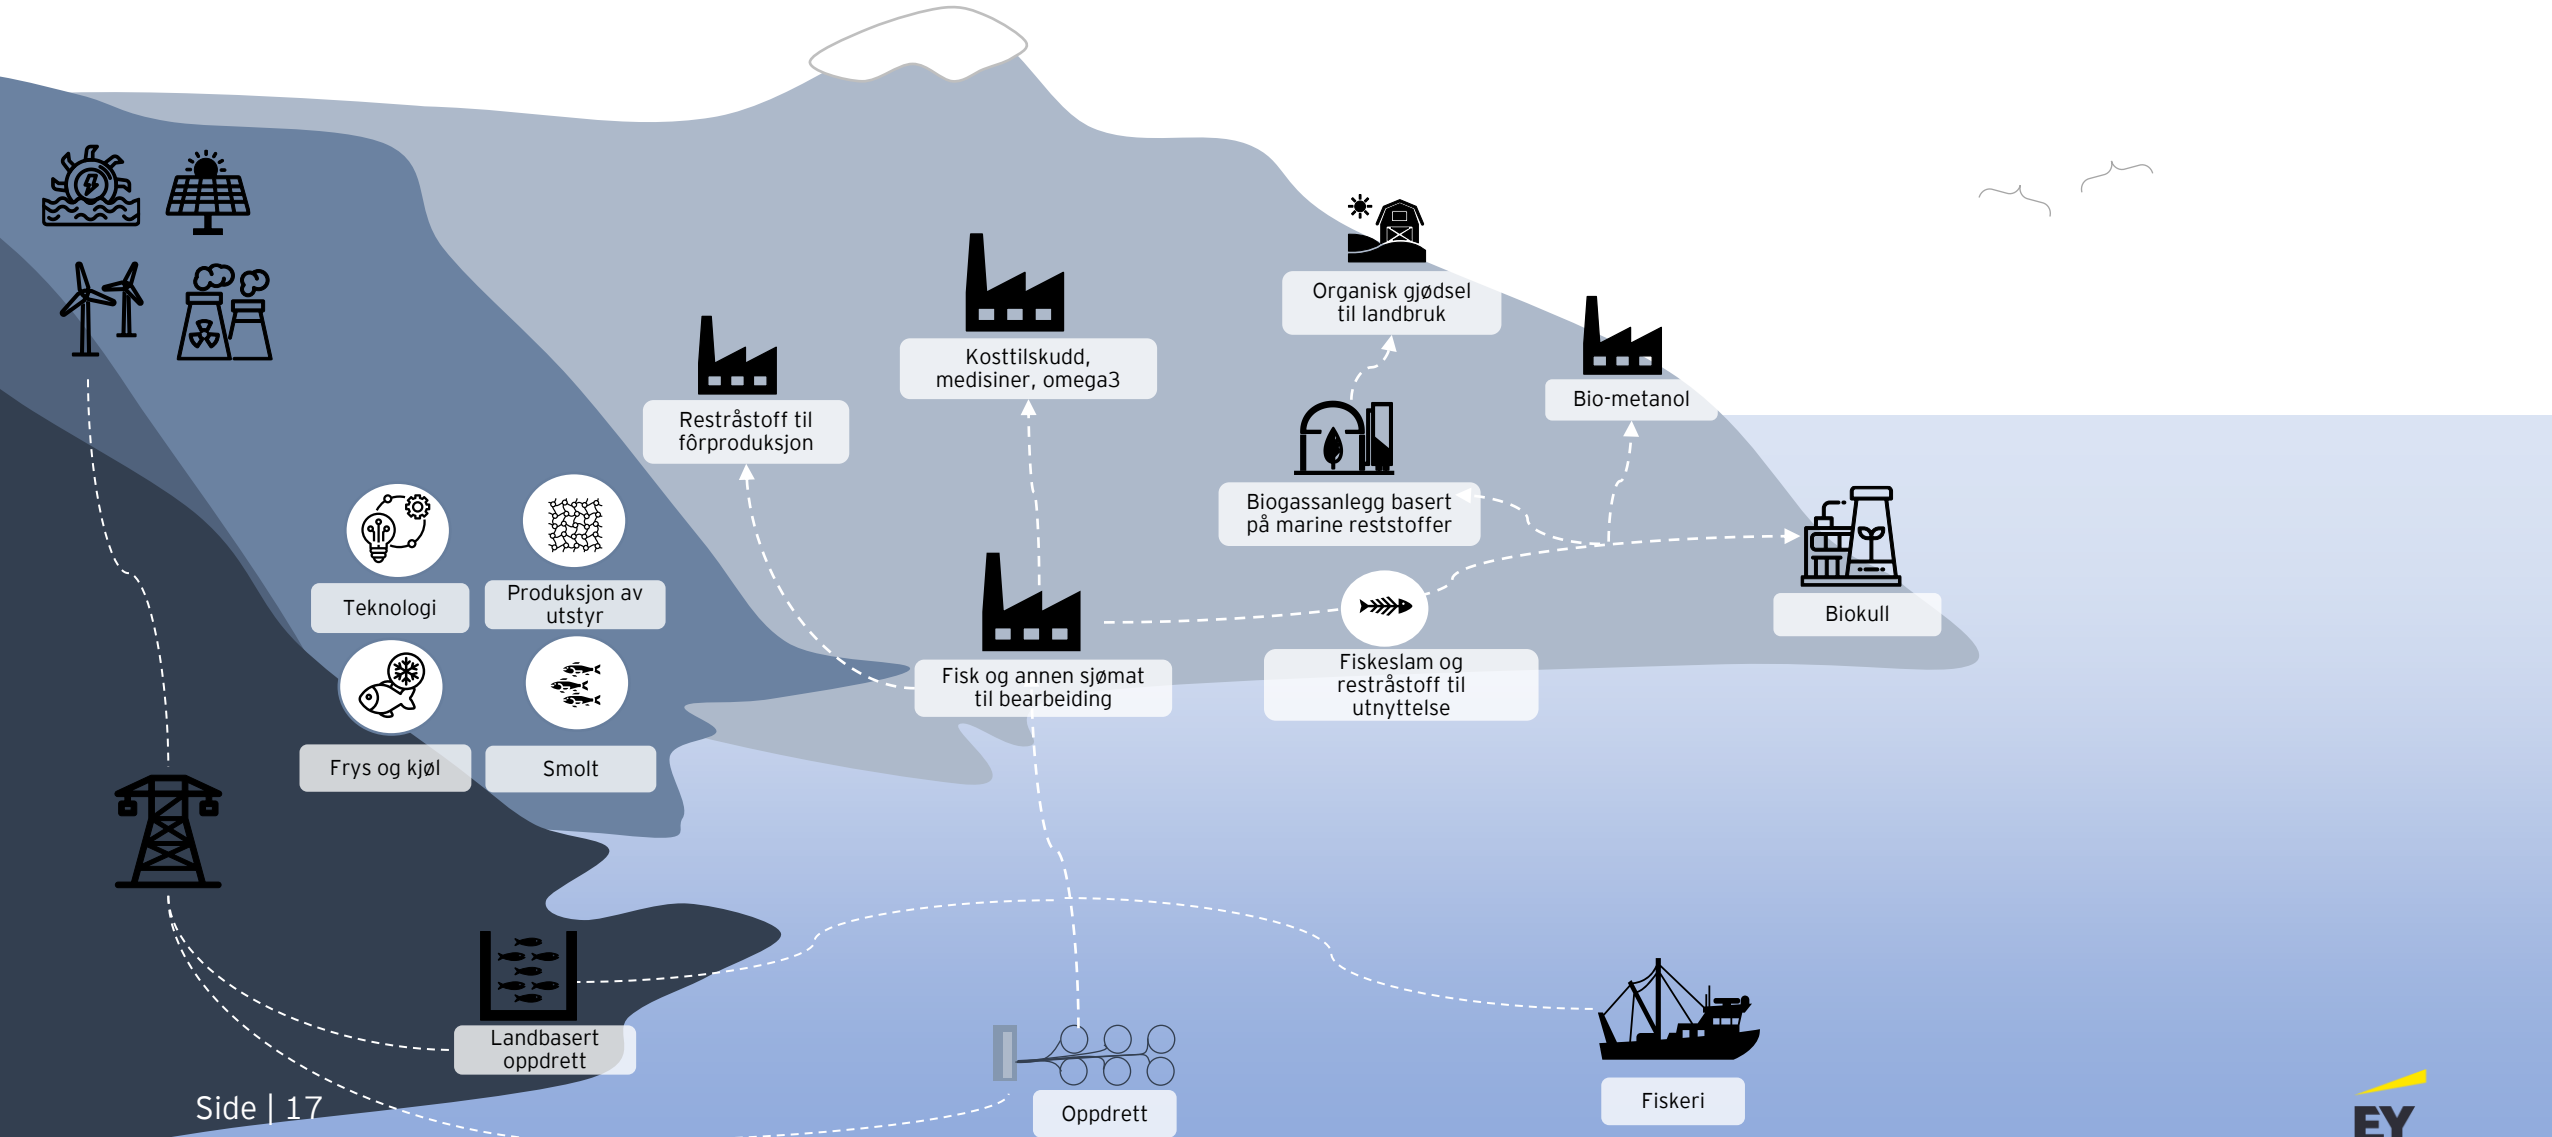 Organisk gjødsel
til landbruk
Kosttilskudd,
medisiner, omega3
Bio-metanol
Restråstoff til
fôrproduksjon
Biogassanlegg basert
på marine reststoffer
Teknologi
Produksjon av
utstyr
Biokull
Fisk og annen sjømat
til bearbeiding
Fiskeslam og
restråstoff til
utnyttelse
Frys og kjøl
Smolt
Landbasert
oppdrett
Oppdrett
Fiskeri
Side | 17
EY